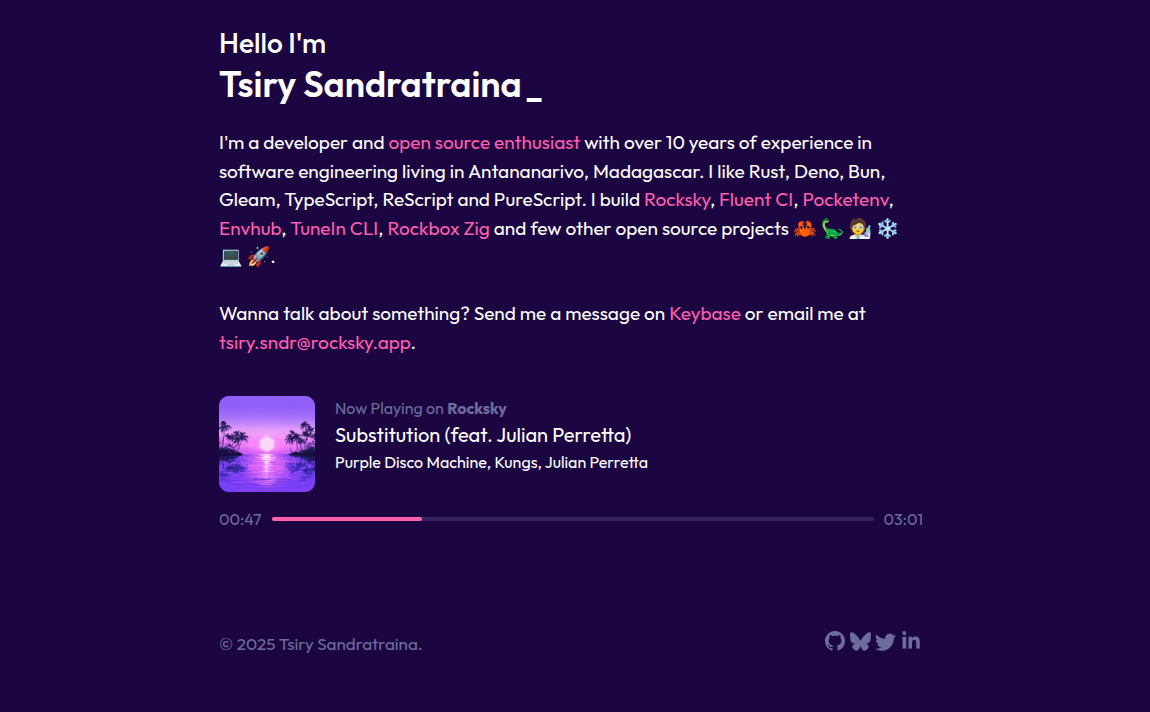 Hello I'm
Tsiry Sandratraina_
I'm a developer and open source enthusiast with over 10 years of experience in
software engineering living in Antananarivo, Madagascar. I like Rust, Deno, Bun,
Gleam, TypeScript, ReScript and PureScript. I build Rocksky, Fluent CI, Pocketenv,
Envhub, TuneIn CLI, Rockbox Zig and few other open source projects 🦀 🦕 🧑‍🔬 ❄️
💻 🚀.
Wanna talk about something? Send me a message on Keybase or email me at
tsiry.sndr@rocksky.app.
Now Playing on Rocksky
Substitution (feat. Julian Perretta)
Purple Disco Machine, Kungs, Julian Perretta
00:47 03:01
© 2025 Tsiry Sandratraina.